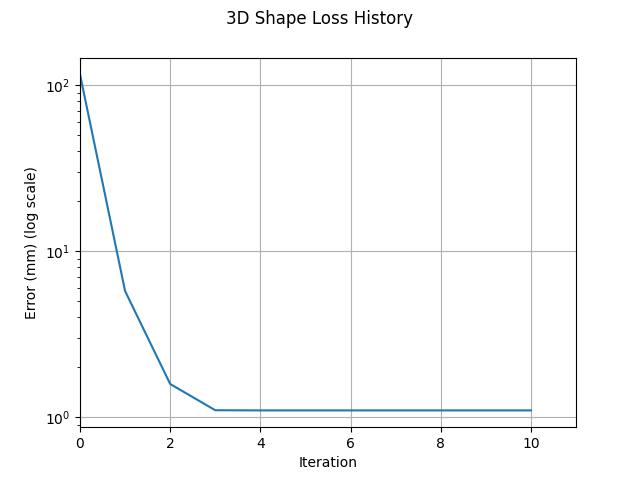 3D Shape Loss History
Error (mm) (log scale)
10²
10¹
10⁰
0 2 4 6 8 10
Iteration